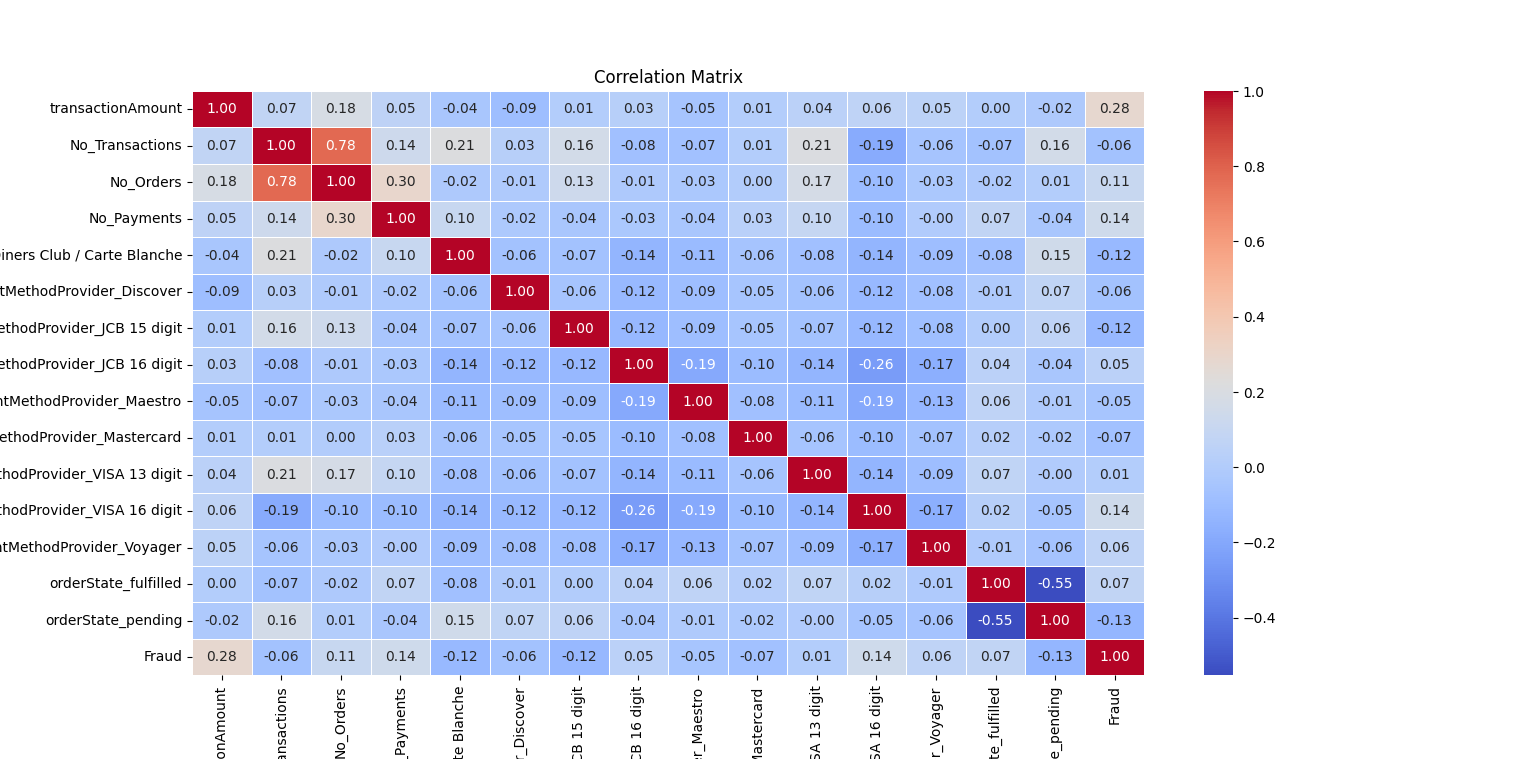 Correlation Matrix
transactionAmount 1.00 0.07 0.18 0.05 -0.04 -0.09 0.01 0.03 -0.05 0.01 0.04 0.06 0.05 0.00 -0.02 0.28
No_Transactions 0.07 1.00 0.78 0.14 0.21 0.03 0.16 -0.08 -0.07 0.01 0.21 -0.19 -0.06 -0.07 0.16 -0.06
No_Orders 0.18 0.78 1.00 0.30 -0.02 -0.01 0.13 -0.01 -0.03 0.00 0.17 -0.10 -0.03 -0.02 0.01 0.11
No_Payments 0.05 0.14 0.30 1.00 0.10 -0.02 -0.04 -0.03 -0.04 0.03 0.10 -0.10 -0.00 0.07 -0.04 0.14
Diners Club / Carte Blanche -0.04 0.21 -0.02 0.10 1.00 -0.06 -0.07 -0.14 -0.11 -0.06 -0.08 -0.14 -0.09 -0.08 0.15 -0.12
tMethodProvider_Discover -0.09 0.03 -0.01 -0.02 -0.06 1.00 -0.06 -0.12 -0.09 -0.05 -0.06 -0.12 -0.08 -0.01 0.07 -0.06
ethodProvider_JCB 15 digit 0.01 0.16 0.13 -0.04 -0.07 -0.06 1.00 -0.12 -0.09 -0.05 -0.07 -0.12 -0.08 0.00 0.06 -0.12
ethodProvider_JCB 16 digit 0.03 -0.08 -0.01 -0.03 -0.14 -0.12 -0.12 1.00 -0.19 -0.10 -0.14 -0.26 -0.17 0.04 -0.04 0.05
ntMethodProvider_Maestro -0.05 -0.07 -0.03 -0.04 -0.11 -0.09 -0.09 -0.19 1.00 -0.08 -0.11 -0.19 -0.13 0.06 -0.01 -0.05
ethodProvider_Mastercard 0.01 0.01 0.00 0.03 -0.06 -0.05 -0.05 -0.10 -0.08 1.00 -0.06 -0.10 -0.07 0.02 -0.02 -0.07
thodProvider_VISA 13 digit 0.04 0.21 0.17 0.10 -0.08 -0.06 -0.07 -0.14 -0.11 -0.06 1.00 -0.14 -0.09 0.07 -0.00 0.01
thodProvider_VISA 16 digit 0.06 -0.19 -0.10 -0.10 -0.14 -0.12 -0.12 -0.26 -0.19 -0.10 -0.14 1.00 -0.17 0.02 -0.05 0.14
ntMethodProvider_Voyager 0.05 -0.06 -0.03 -0.00 -0.09 -0.08 -0.08 -0.17 -0.13 -0.07 -0.09 -0.17 1.00 -0.01 -0.06 0.06
orderState_fulfilled 0.00 -0.07 -0.02 0.07 -0.08 -0.01 0.00 0.04 0.06 0.02 0.07 0.02 -0.01 1.00 -0.55 0.07
orderState_pending -0.02 0.16 0.01 -0.04 0.15 0.07 0.06 -0.04 -0.01 -0.02 -0.00 -0.05 -0.06 -0.55 1.00 -0.13
Fraud 0.28 -0.06 0.11 0.14 -0.12 -0.06 -0.12 0.05 -0.05 -0.07 0.01 0.14 0.06 0.07 -0.13 1.00
onAmount
ansactions
No_Orders
_Payments
te Blanche
r_Discover
CB 15 digit
CB 16 digit
er_Maestro
Mastercard
SA 13 digit
SA 16 digit
r_Voyager
te_fulfilled
e_pending
Fraud
1.0
0.8
0.6
0.4
0.2
0.0
−0.2
−0.4